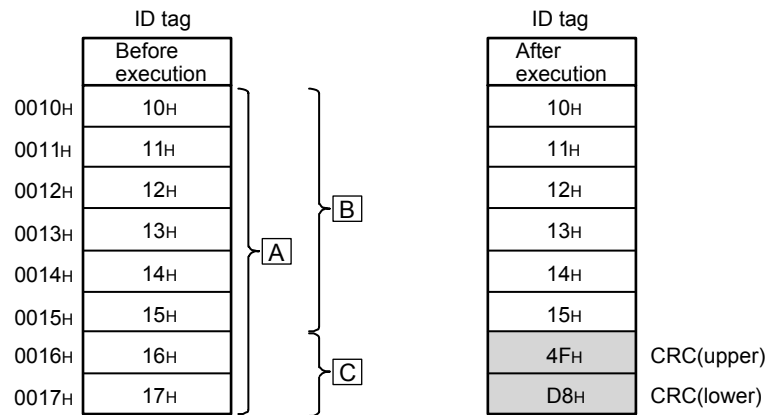 ID tag ID tag
Before execution After execution
0010H 10H 10H
0011H 11H 11H
0012H 12H 12H
B
0013H 13H 13H
A
0014H 14H 14H
0015H 15H 15H
0016H 16H 4FH CRC(upper)
C
0017H 17H D8H CRC(lower)